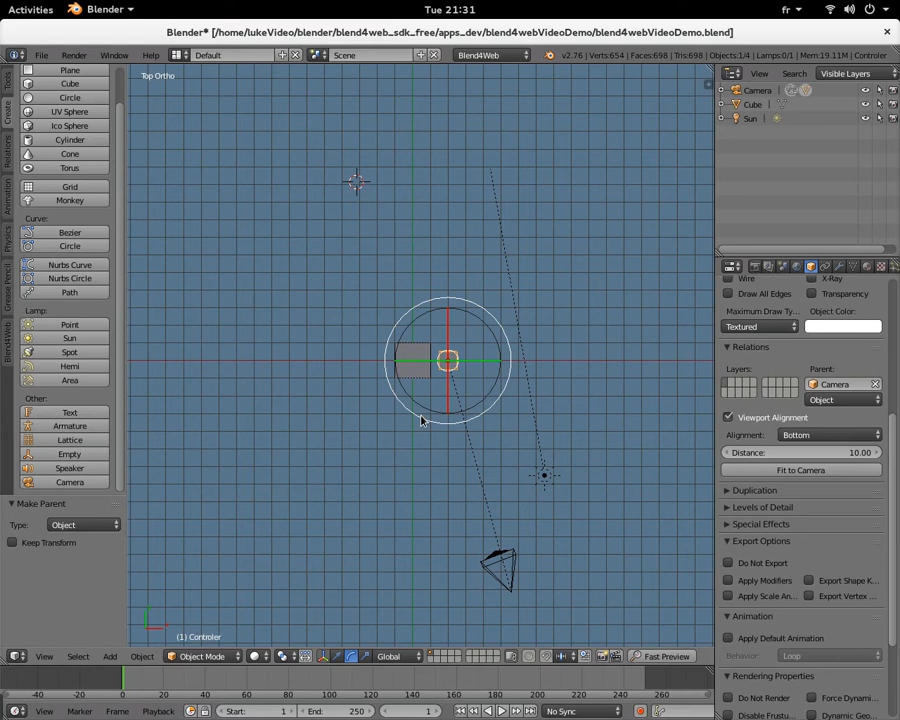 Activities
Blender
Tue 21:31
fr
Blender* [/home/lukeVideo/blender/blend4web_sdk_free/apps_dev/blend4webVideoDemo/blend4webVideoDemo.blend]
File
Render
Window
Help
Default
Scene
Blend4Web
v2.76 | Verts:654 | Faces:698 | Tris:698 | Objects:1/4 | Lamps:0/1 | Mem:19.11M | Controler
Tools
Create
Relations
Animation
Physics
Grease Pencil
Blend4Web
Plane
Cube
Circle
UV Sphere
Ico Sphere
Cylinder
Cone
Torus
Grid
Monkey
Curve:
Bezier
Circle
Nurbs Curve
Nurbs Circle
Path
Lamp:
Point
Sun
Spot
Hemi
Area
Other:
Text
Armature
Lattice
Empty
Speaker
Camera
Make Parent
Type:
Object
Keep Transform
Top Ortho
(1) Controler
View
Search
Visible Layers
Camera
Cube
Sun
Wire
X-Ray
Draw All Edges
Transparency
Maximum Draw Ty...
Object Color:
Textured
Relations
Layers:
Parent:
Camera
Object
Viewport Alignment
Alignment:
Bottom
Distance:
10.00
Fit to Camera
Duplication
Levels of Detail
Special Effects
Export Options
Do Not Export
Apply Modifiers
Export Shape K...
Apply Scale An...
Export Vertex ...
Animation
Apply Default Animation
Behavior:
Loop
Rendering Properties
Do Not Render
Force Dynami...
View
Select
Add
Object
Object Mode
Global
Fast Preview
-40
-20
0
20
40
60
80
100
120
140
160
180
200
220
240
260
280
View
Marker
Frame
Playback
Start:
1
End:
250
1
No Sync